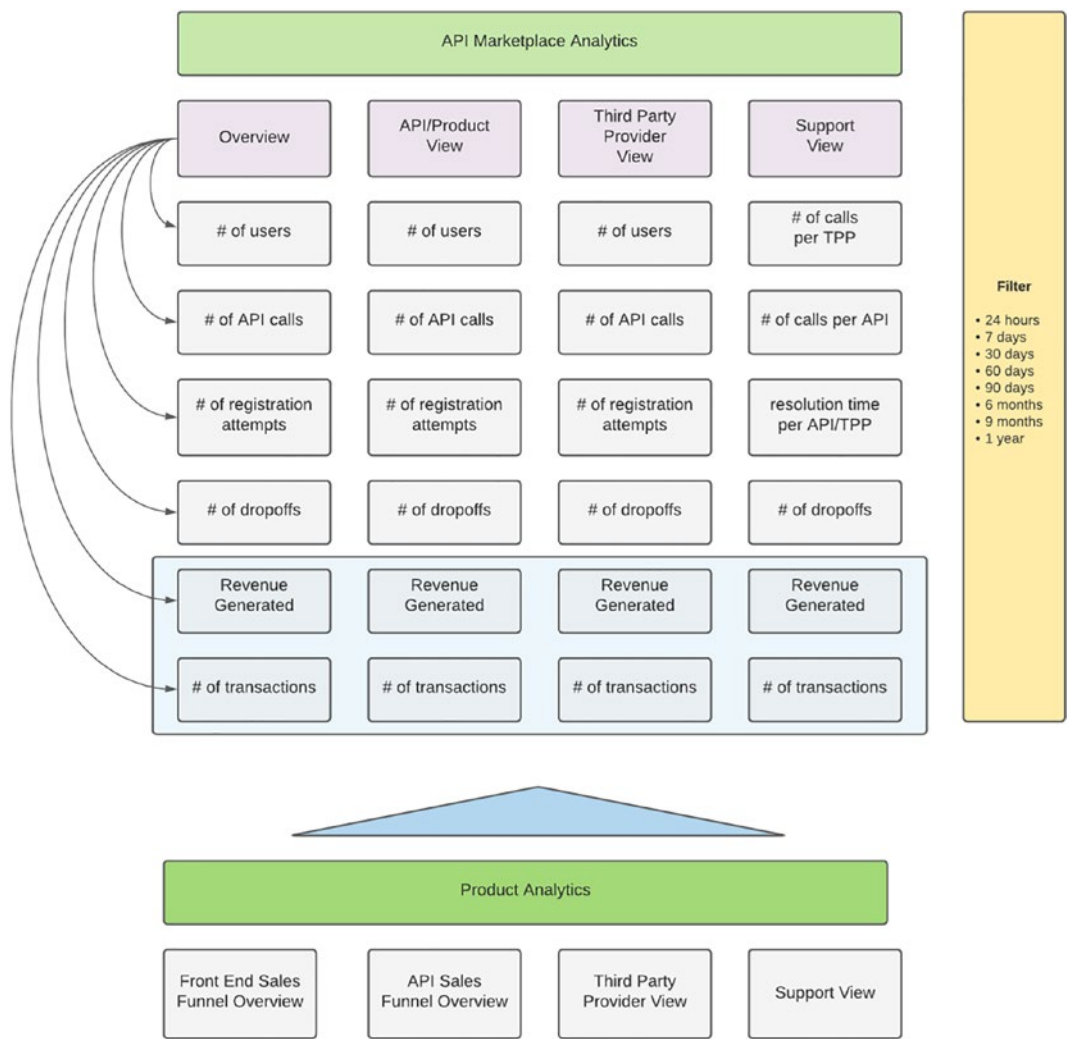 API Marketplace Analytics
Overview
API/Product
View
Third Party
Provider
View
Support
View
# of users
# of users
# of users
# of calls
per TPP
# of API calls
# of API calls
# of API calls
# of calls per API
# of registration
attempts
# of registration
attempts
# of registration
attempts
resolution time
per API/TPP
# of dropoffs
# of dropoffs
# of dropoffs
# of dropoffs
Revenue
Generated
Revenue
Generated
Revenue
Generated
Revenue
Generated
# of transactions
# of transactions
# of transactions
# of transactions
Filter
• 24 hours
• 7 days
• 30 days
• 60 days
• 90 days
• 6 months
• 9 months
• 1 year
Product Analytics
Front End Sales
Funnel Overview
API Sales
Funnel Overview
Third Party
Provider View
Support View